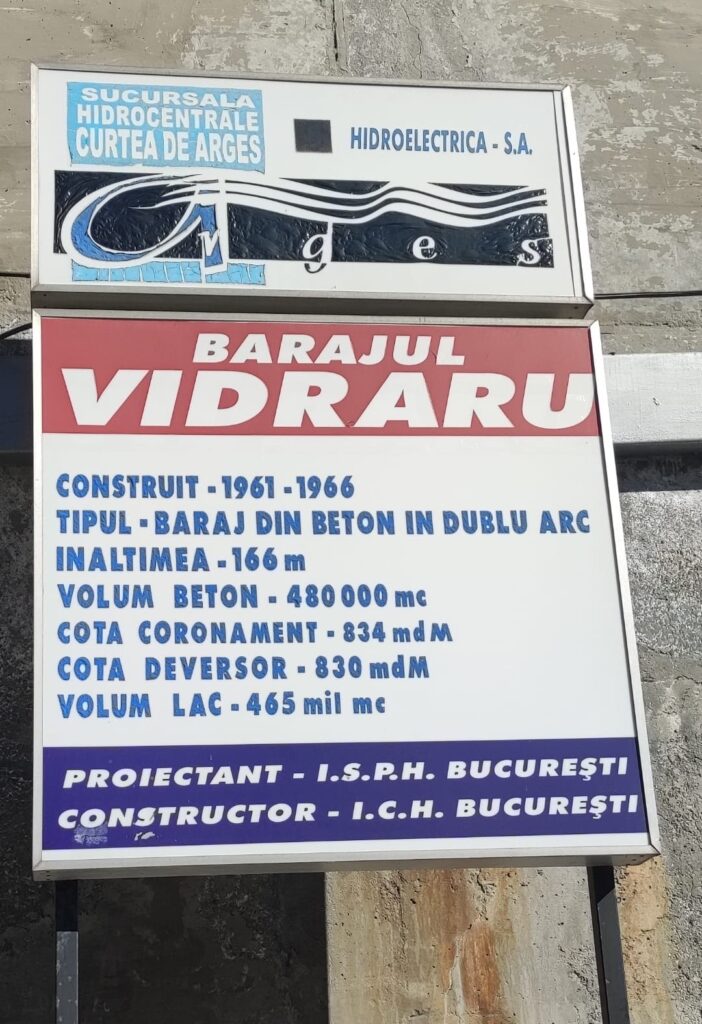 SUCURSALA
HIDROCENTRALE
CURTEA DE ARGES
HIDROELECTRICA - S.A.
Arges
BARAJUL
VIDRARU
CONSTRUIT - 1961 - 1966
TIPUL - BARAJ DIN BETON IN DUBLU ARC
INALTIMEA - 166 m
VOLUM BETON - 480 000 mc
COTA CORONAMENT - 834 mdM
COTA DEVERSOR - 830 mdM
VOLUM LAC - 465 mil mc
PROIECTANT - I.S.P.H. BUCUREŞTI
CONSTRUCTOR - I.C.H. BUCUREŞTI